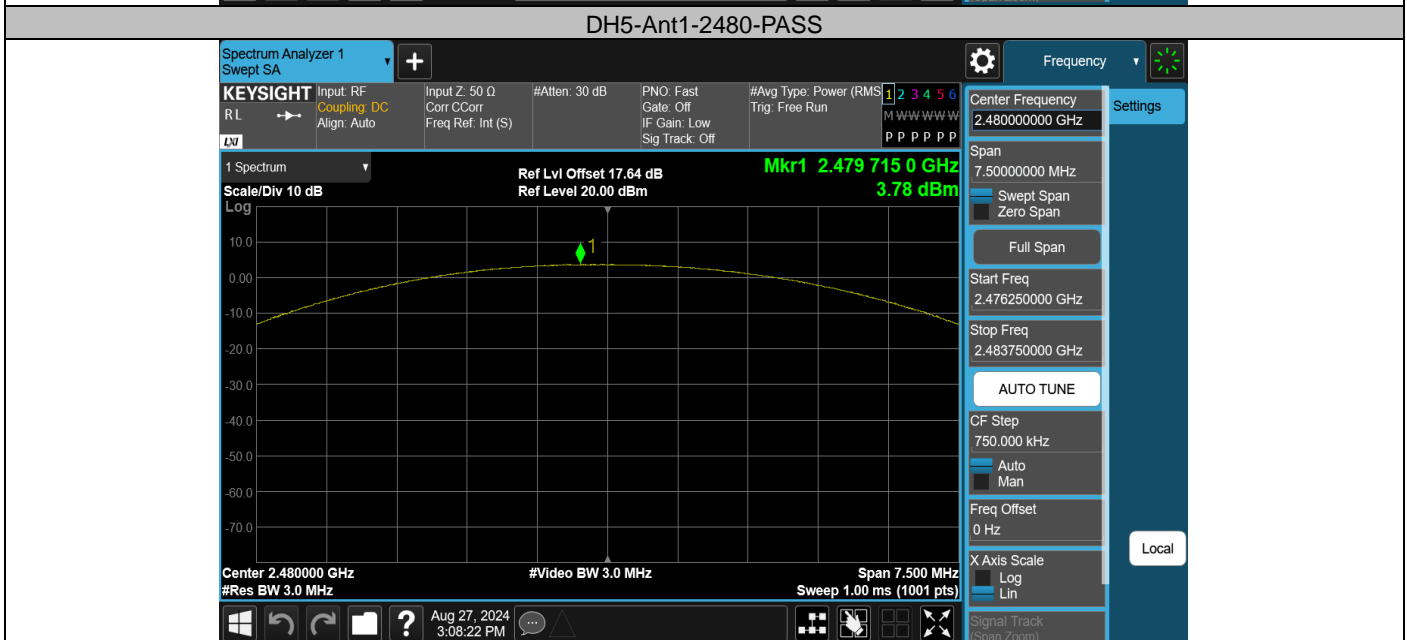 DH5-Ant1-2480-PASS
Spectrum Analyzer 1
Swept SA
Frequency
KEYSIGHT
RL
LXI
Input: RF
Coupling: DC
Align: Auto
Input Z: 50 Ω
Corr CCorr
Freq Ref: Int (S)
#Atten: 30 dB
PNO: Fast
Gate: Off
IF Gain: Low
Sig Track: Off
#Avg Type: Power (RMS
Trig: Free Run
1 2 3 4 5 6
M W W W W W
P P P P P P
1 Spectrum
Scale/Div 10 dB
Log
Ref Lvl Offset 17.64 dB
Ref Level 20.00 dBm
Mkr1 2.479 715 0 GHz
3.78 dBm
1
10.0
0.00
-10.0
-20.0
-30.0
-40.0
-50.0
-60.0
-70.0
Center 2.480000 GHz
#Res BW 3.0 MHz
#Video BW 3.0 MHz
Span 7.500 MHz
Sweep 1.00 ms (1001 pts)
Center Frequency
2.480000000 GHz
Settings
Span
7.50000000 MHz
Swept Span
Zero Span
Full Span
Start Freq
2.476250000 GHz
Stop Freq
2.483750000 GHz
AUTO TUNE
CF Step
750.000 kHz
Auto
Man
Freq Offset
0 Hz
X Axis Scale
Log
Lin
Local
Signal Track
(Span Zoom)
?
Aug 27, 2024
3:08:22 PM